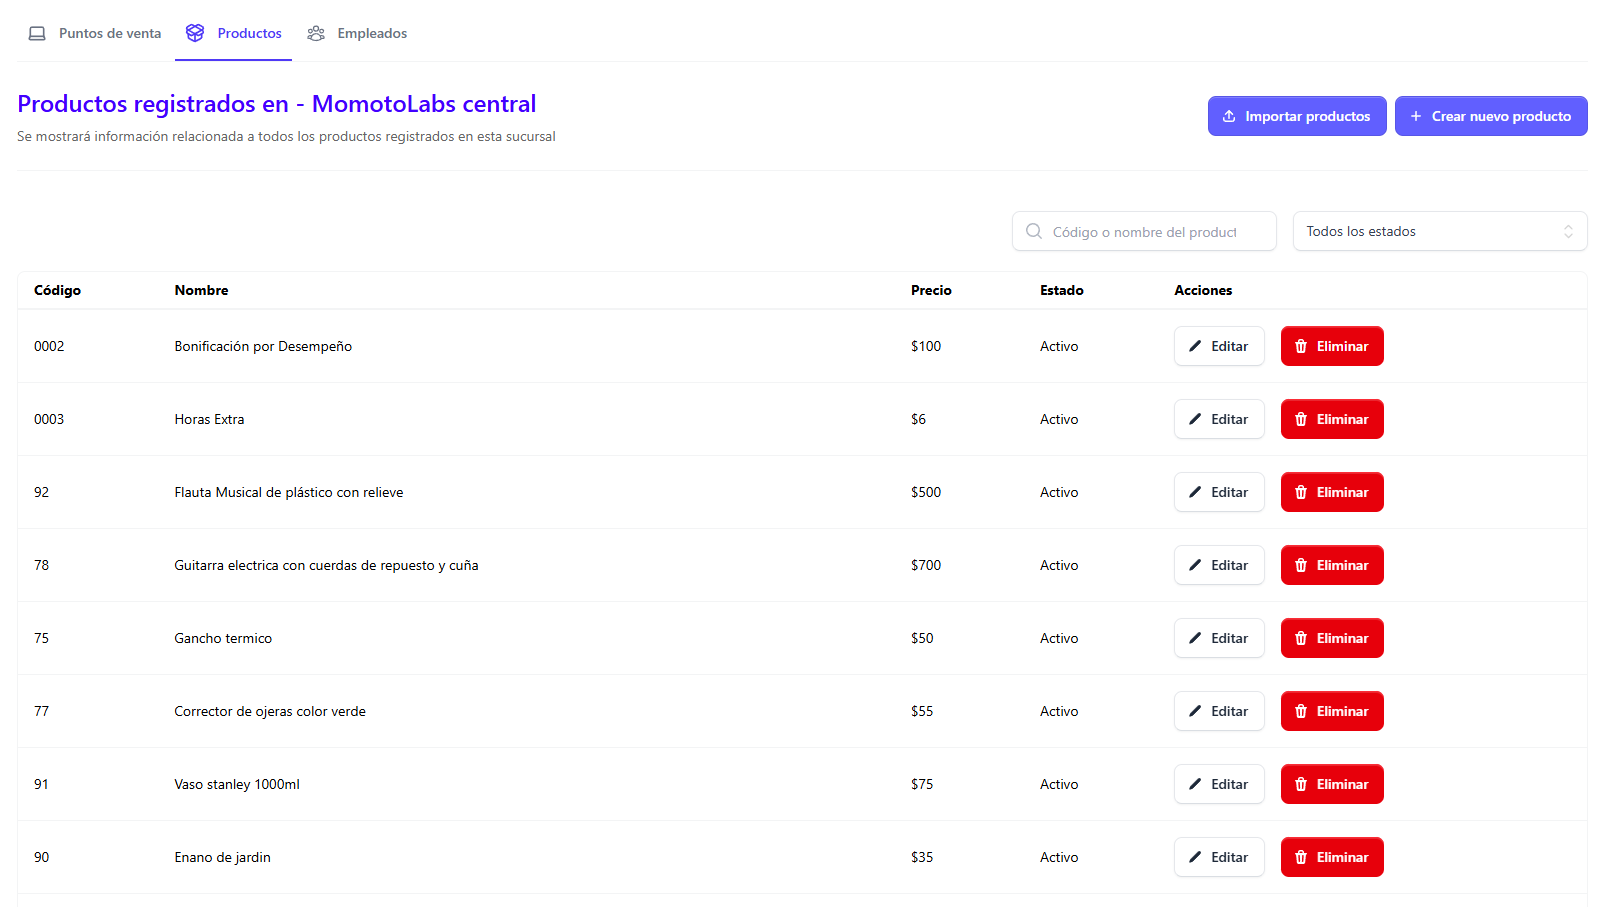 Puntos de venta Productos Empleados
Productos registrados en - MomotoLabs central
Se mostrará información relacionada a todos los productos registrados en esta sucursal
Importar productos Crear nuevo producto
Código o nombre del product Todos los estados
Código Nombre Precio Estado Acciones
0002 Bonificación por Desempeño $100 Activo Editar Eliminar
0003 Horas Extra $6 Activo Editar Eliminar
92 Flauta Musical de plástico con relieve $500 Activo Editar Eliminar
78 Guitarra electrica con cuerdas de repuesto y cuña $700 Activo Editar Eliminar
75 Gancho termico $50 Activo Editar Eliminar
77 Corrector de ojeras color verde $55 Activo Editar Eliminar
91 Vaso stanley 1000ml $75 Activo Editar Eliminar
90 Enano de jardin $35 Activo Editar Eliminar